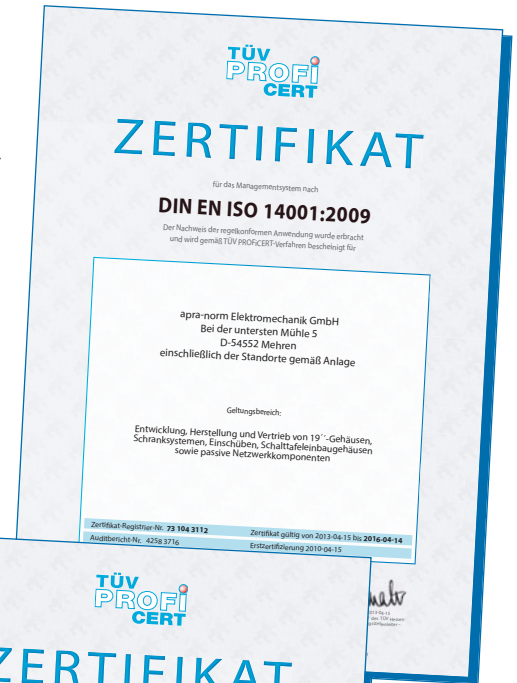 TÜV
PROFI
CERT
ZERTIFIKAT
für das Managementsystem nach
DIN EN ISO 14001:2009
Der Nachweis der regelkonformen Anwendung wurde erbracht
und wird gemäß TÜV PROFiCERT-Verfahren bescheinigt für
apra-norm Elektromechanik GmbH
Bei der untersten Mühle 5
D-54552 Mehren
einschließlich der Standorte gemäß Anlage
Geltungsbereich:
Entwicklung, Herstellung und Vertrieb von 19´´-Gehäusen,
Schranksystemen, Einschüben, Schalttafeleinbaugehäusen
sowie passive Netzwerkkomponenten
Zertifikat-Registrier-Nr. 73 104 3112 Zertifikat gültig von 2013-04-15 bis 2016-04-14
Auditbericht-Nr. 4258 3716 Erstzertifizierung 2010-04-15
TÜV
PROFI
CERT
ZERTIFIKAT